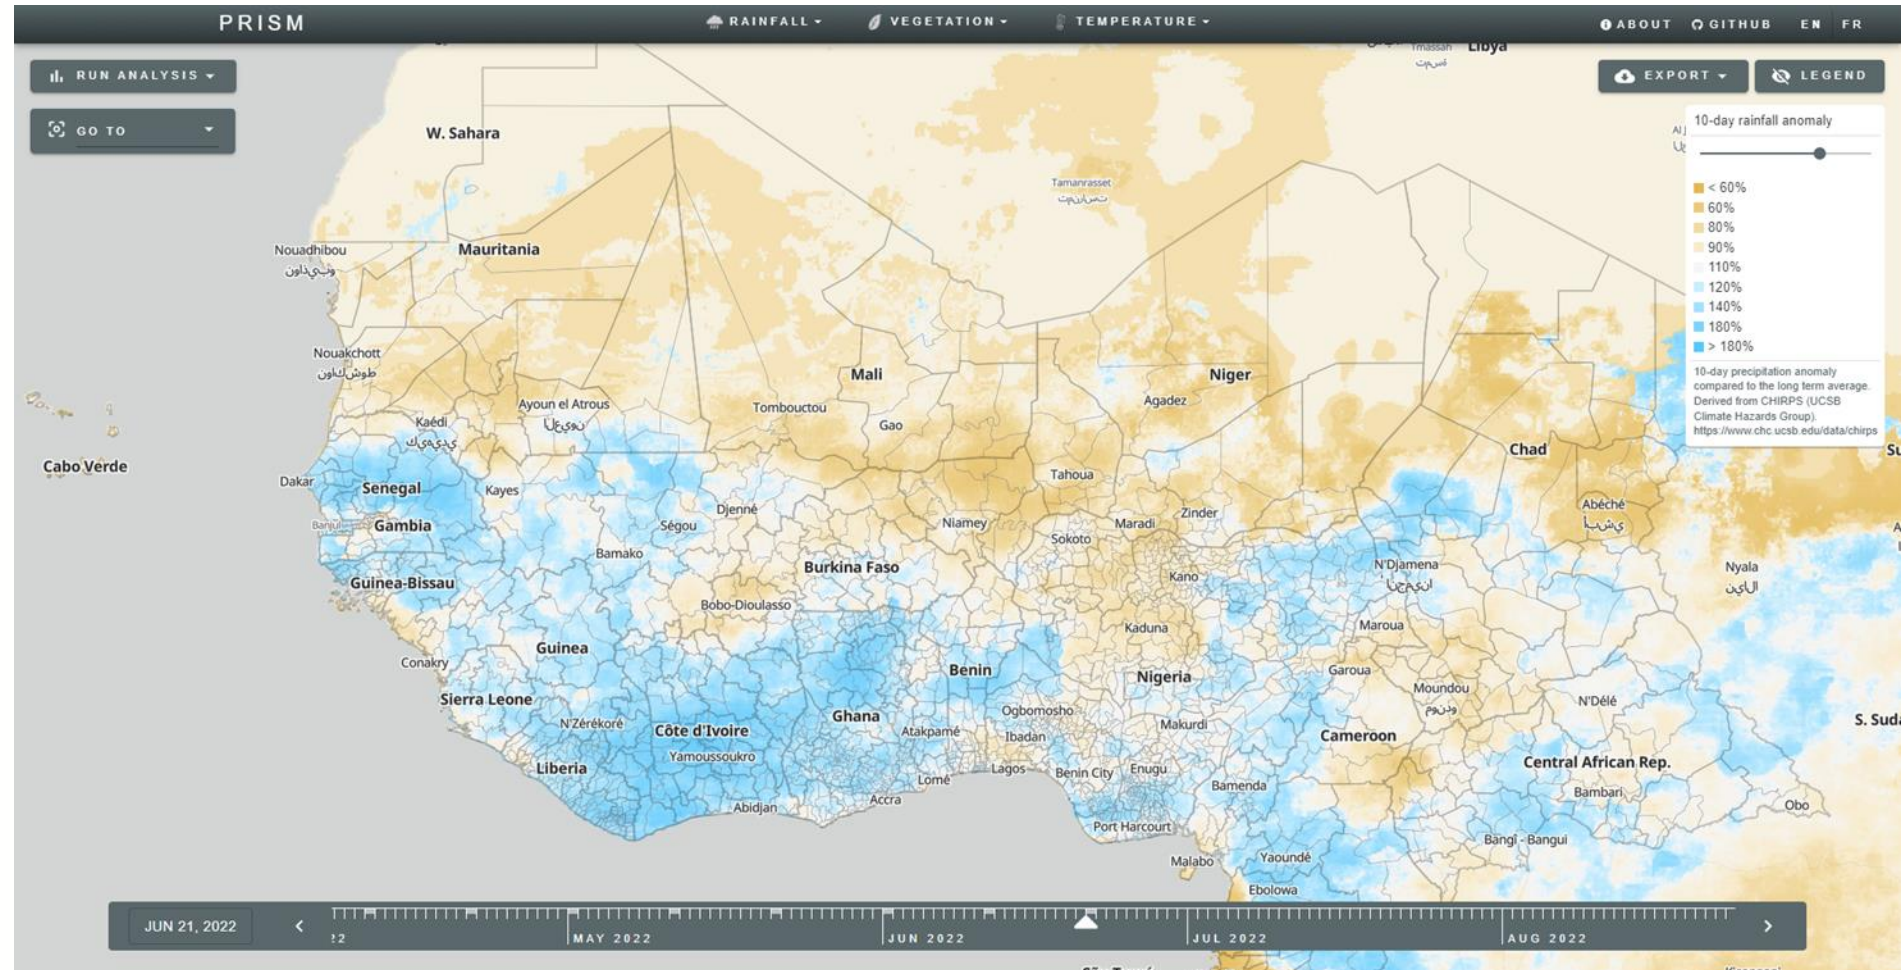 PRISM
RAINFALL
VEGETATION
TEMPERATURE
ABOUT
GITHUB
EN
FR
RUN ANALYSIS
GO TO
EXPORT
LEGEND
10-day rainfall anomaly
< 60%
60%
80%
90%
110%
120%
140%
180%
> 180%
10-day precipitation anomaly
compared to the long term average.
Derived from CHIRPS (UCSB
Climate Hazards Group).
https://www.chc.ucsb.edu/data/chirps
Tmassah
Libya
W. Sahara
Tamanrasset
Nouadhibou
Mauritania
Nouakchott
Mali
Niger
Agadez
Ayoun el Atrous
Tombouctou
Kaédi
Gao
Chad
Cabo Verde
Dakar
Senegal
Kayes
Tahoua
Abéché
Djenné
Banjul
Gambia
Ségou
Niamey
Maradi
Zinder
Sokoto
Bamako
Burkina Faso
N'Djamena
Nyala
Guinea-Bissau
Kano
Bobo-Dioulasso
Kaduna
Maroua
Guinea
Conakry
Benin
Nigeria
Garoua
Moundou
Sierra Leone
N'Délé
Ghana
Ogbomosho
N'Zérékoré
Côte d'Ivoire
Atakpamé
Ibadan
Makurdi
Cameroon
S. Suda
Yamoussoukro
Liberia
Lomé
Lagos
Benin City
Enugu
Bamenda
Central African Rep.
Bambari
Abidjan
Accra
Obo
Port Harcourt
Bangî - Bangui
Malabo
Yaoundé
Ebolowa
JUN 21, 2022
MAY 2022
JUN 2022
JUL 2022
AUG 2022